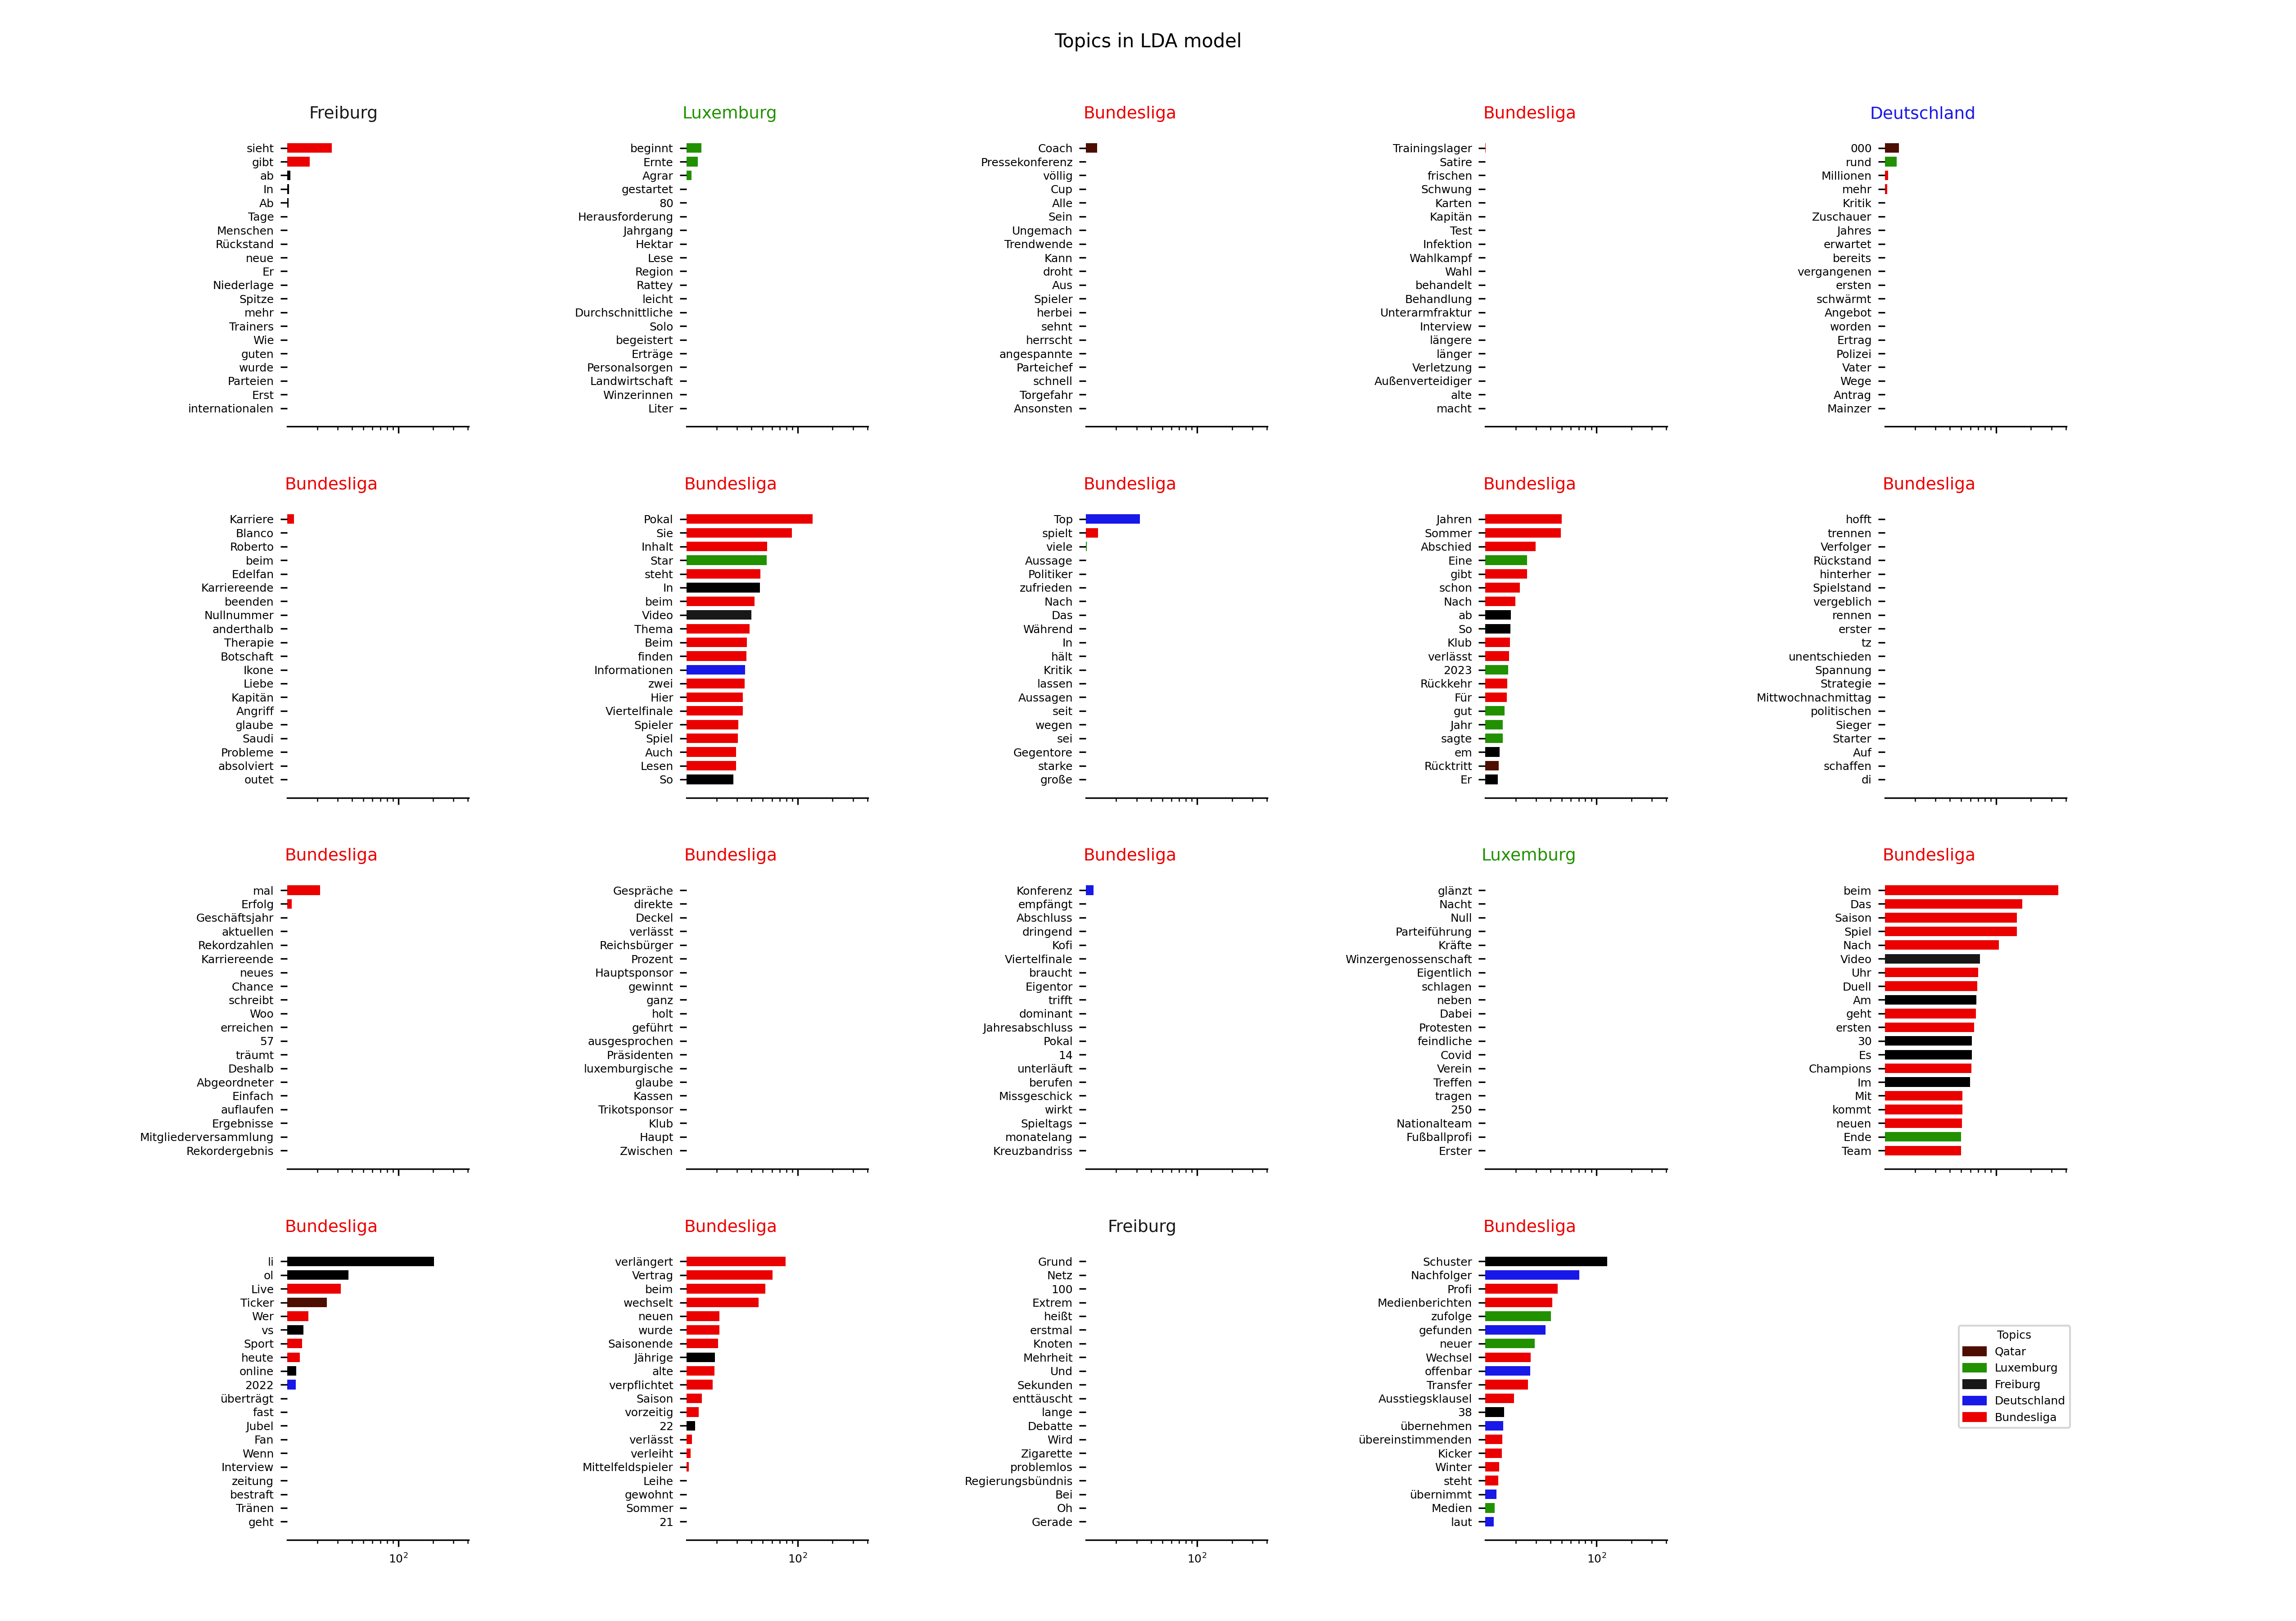 Topics in LDA model
Freiburg
sieht
gibt
ab
In
Ab
Tage
Menschen
Rückstand
neue
Er
Niederlage
Spitze
mehr
Trainers
Wie
guten
wurde
Parteien
Erst
internationalen
Luxemburg
beginnt
Ernte
Agrar
gestartet
80
Herausforderung
Jahrgang
Hektar
Lese
Region
Rattey
leicht
Durchschnittliche
Solo
begeistert
Erträge
Personalsorgen
Landwirtschaft
Winzerinnen
Liter
Bundesliga
Coach
Pressekonferenz
völlig
Cup
Alle
Sein
Ungemach
Trendwende
Kann
droht
Aus
Spieler
herbei
sehnt
herrscht
angespannte
Parteichef
schnell
Torgefahr
Ansonsten
Bundesliga
Trainingslager
Satire
frischen
Schwung
Karten
Kapitän
Test
Infektion
Wahlkampf
Wahl
behandelt
Behandlung
Unterarmfraktur
Interview
längere
länger
Verletzung
Außenverteidiger
alte
macht
Deutschland
000
rund
Millionen
mehr
Kritik
Zuschauer
Jahres
erwartet
bereits
vergangenen
ersten
schwärmt
Angebot
worden
Ertrag
Polizei
Vater
Wege
Antrag
Mainzer
Bundesliga
Karriere
Blanco
Roberto
beim
Edelfan
Karriereende
beenden
Nullnummer
anderthalb
Therapie
Botschaft
Ikone
Liebe
Kapitän
Angriff
glaube
Saudi
Probleme
absolviert
outet
Bundesliga
Pokal
Sie
Inhalt
Star
steht
In
beim
Video
Thema
Beim
finden
Informationen
zwei
Hier
Viertelfinale
Spieler
Spiel
Auch
Lesen
So
Bundesliga
Top
spielt
viele
Aussage
Politiker
zufrieden
Nach
Das
Während
In
hält
Kritik
lassen
Aussagen
seit
wegen
sei
Gegentore
starke
große
Bundesliga
Jahren
Sommer
Abschied
Eine
gibt
schon
Nach
ab
So
Klub
verlässt
2023
Rückkehr
Für
gut
Jahr
sagte
em
Rücktritt
Er
Bundesliga
hofft
trennen
Verfolger
Rückstand
hinterher
Spielstand
vergeblich
rennen
erster
tz
unentschieden
Spannung
Strategie
Mittwochnachmittag
politischen
Sieger
Starter
Auf
schaffen
di
Bundesliga
mal
Erfolg
Geschäftsjahr
aktuellen
Rekordzahlen
Karriereende
neues
Chance
schreibt
Woo
erreichen
57
träumt
Deshalb
Abgeordneter
Einfach
auflaufen
Ergebnisse
Mitgliederversammlung
Rekordergebnis
Bundesliga
Gespräche
direkte
Deckel
verlässt
Reichsbürger
Prozent
Hauptsponsor
gewinnt
ganz
holt
geführt
ausgesprochen
Präsidenten
luxemburgische
glaube
Kassen
Trikotsponsor
Klub
Haupt
Zwischen
Bundesliga
Konferenz
empfängt
Abschluss
dringend
Kofi
Viertelfinale
braucht
Eigentor
trifft
dominant
Jahresabschluss
Pokal
14
unterläuft
berufen
Missgeschick
wirkt
Spieltags
monatelang
Kreuzbandriss
Luxemburg
glänzt
Nacht
Null
Parteiführung
Kräfte
Winzergenossenschaft
Eigentlich
schlagen
neben
Dabei
Protesten
feindliche
Covid
Verein
Treffen
tragen
250
Nationalteam
Fußballprofi
Erster
Bundesliga
beim
Das
Saison
Spiel
Nach
Video
Uhr
Duell
Am
geht
ersten
30
Es
Champions
Im
Mit
kommt
neuen
Ende
Team
Bundesliga
li
ol
Live
Ticker
Wer
vs
Sport
heute
online
2022
überträgt
fast
Jubel
Fan
Wenn
Interview
zeitung
bestraft
Tränen
geht
10²
Bundesliga
verlängert
Vertrag
beim
wechselt
neuen
wurde
Saisonende
Jährige
alte
verpflichtet
Saison
vorzeitig
22
verlässt
verleiht
Mittelfeldspieler
Leihe
gewohnt
Sommer
21
10²
Freiburg
Grund
Netz
100
Extrem
heißt
erstmal
Knoten
Mehrheit
Und
Sekunden
enttäuscht
lange
Debatte
Wird
Zigarette
problemlos
Regierungsbündnis
Bei
Oh
Gerade
10²
Bundesliga
Schuster
Nachfolger
Profi
Medienberichten
zufolge
gefunden
neuer
Wechsel
offenbar
Transfer
Ausstiegsklausel
38
übernehmen
übereinstimmenden
Kicker
Winter
steht
übernimmt
Medien
laut
10²
Topics
Qatar
Luxemburg
Freiburg
Deutschland
Bundesliga